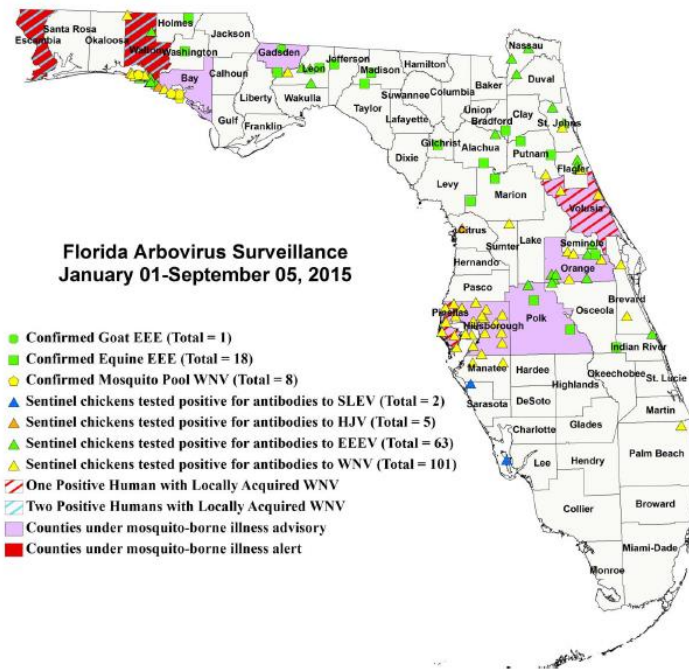 Holmes
Santa Rosa
Jackson
Escambia
Okaloosa
Walton
Washington
Gadsden
Jefferson
Nassau
Bay
Calhoun
Leon
Madison
Hamilton
Duval
Liberty
Wakulla
Suwannee
Columbia
Baker
Gulf
Franklin
Taylor
Lafayette
Union
Bradford
Clay
St. Johns
Dixie
Gilchrist
Alachua
Putnam
Flagler
Levy
Marion
Volusia
Citrus
Sumter
Lake
Seminole
Hernando
Orange
Pasco
Brevard
Pinellas
Hillsborough
Polk
Osceola
Indian River
Manatee
Hardee
Okeechobee
Highlands
St. Lucie
Sarasota
DeSoto
Martin
Charlotte
Glades
Lee
Hendry
Palm Beach
Collier
Broward
Miami-Dade
Monroe
Florida Arbovirus Surveillance
January 01-September 05, 2015
Confirmed Goat EEE (Total = 1)
Confirmed Equine EEE (Total = 18)
Confirmed Mosquito Pool WNV (Total = 8)
Sentinel chickens tested positive for antibodies to SLEV (Total = 2)
Sentinel chickens tested positive for antibodies to HJV (Total = 5)
Sentinel chickens tested positive for antibodies to EEEV (Total = 63)
Sentinel chickens tested positive for antibodies to WNV (Total = 101)
One Positive Human with Locally Acquired WNV
Two Positive Humans with Locally Acquired WNV
Counties under mosquito-borne illness advisory
Counties under mosquito-borne illness alert